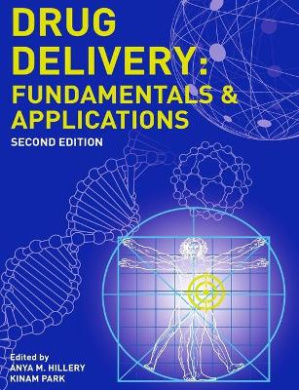 DRUG
DELIVERY:
FUNDAMENTALS &
APPLICATIONS
SECOND EDITION
Edited by
ANYA M. HILLERY
KINAM PARK